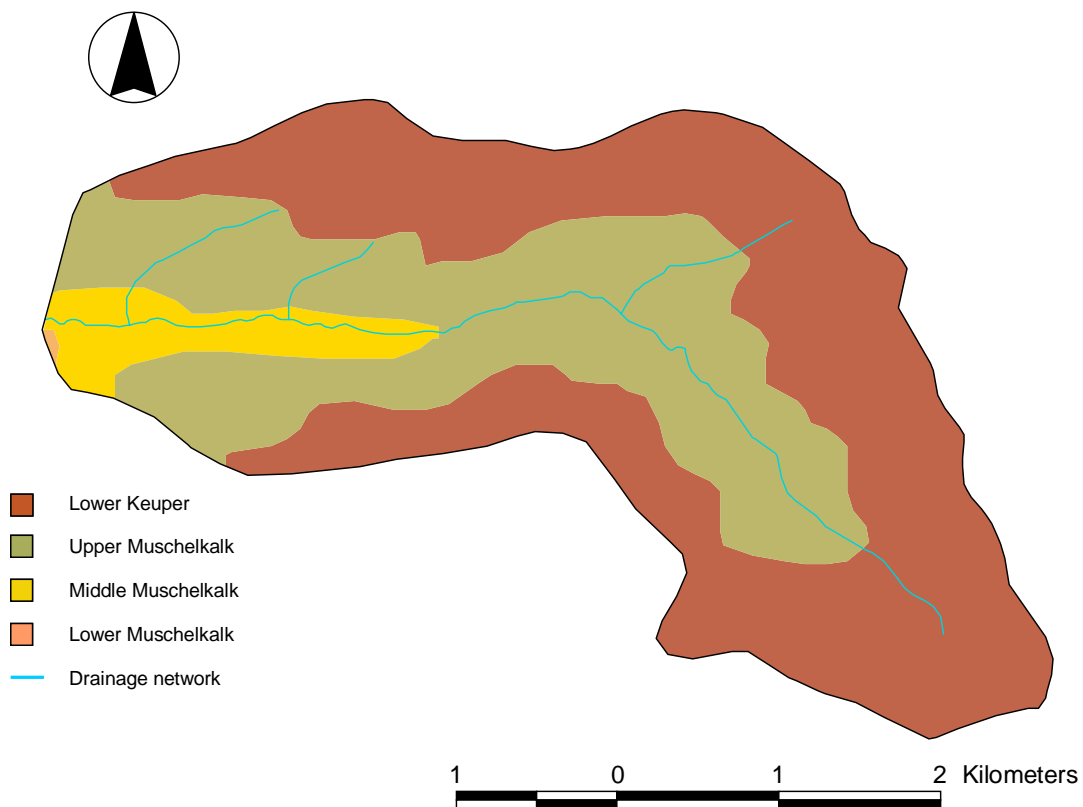 Lower Keuper
Upper Muschelkalk
Middle Muschelkalk
Lower Muschelkalk
Drainage network
1 0 1 2 Kilometers